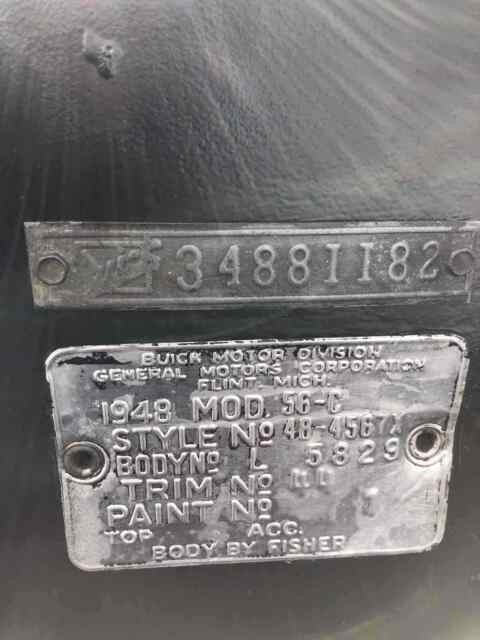 34881182
BUICK MOTOR DIVISION
GENERAL MOTORS CORPORATION
FLINT, MICH.
1948 MOD. 56-C
STYLE No 48-4567X
BODY No L 5829
TRIM No
PAINT No
TOP ACC.
BODY BY FISHER